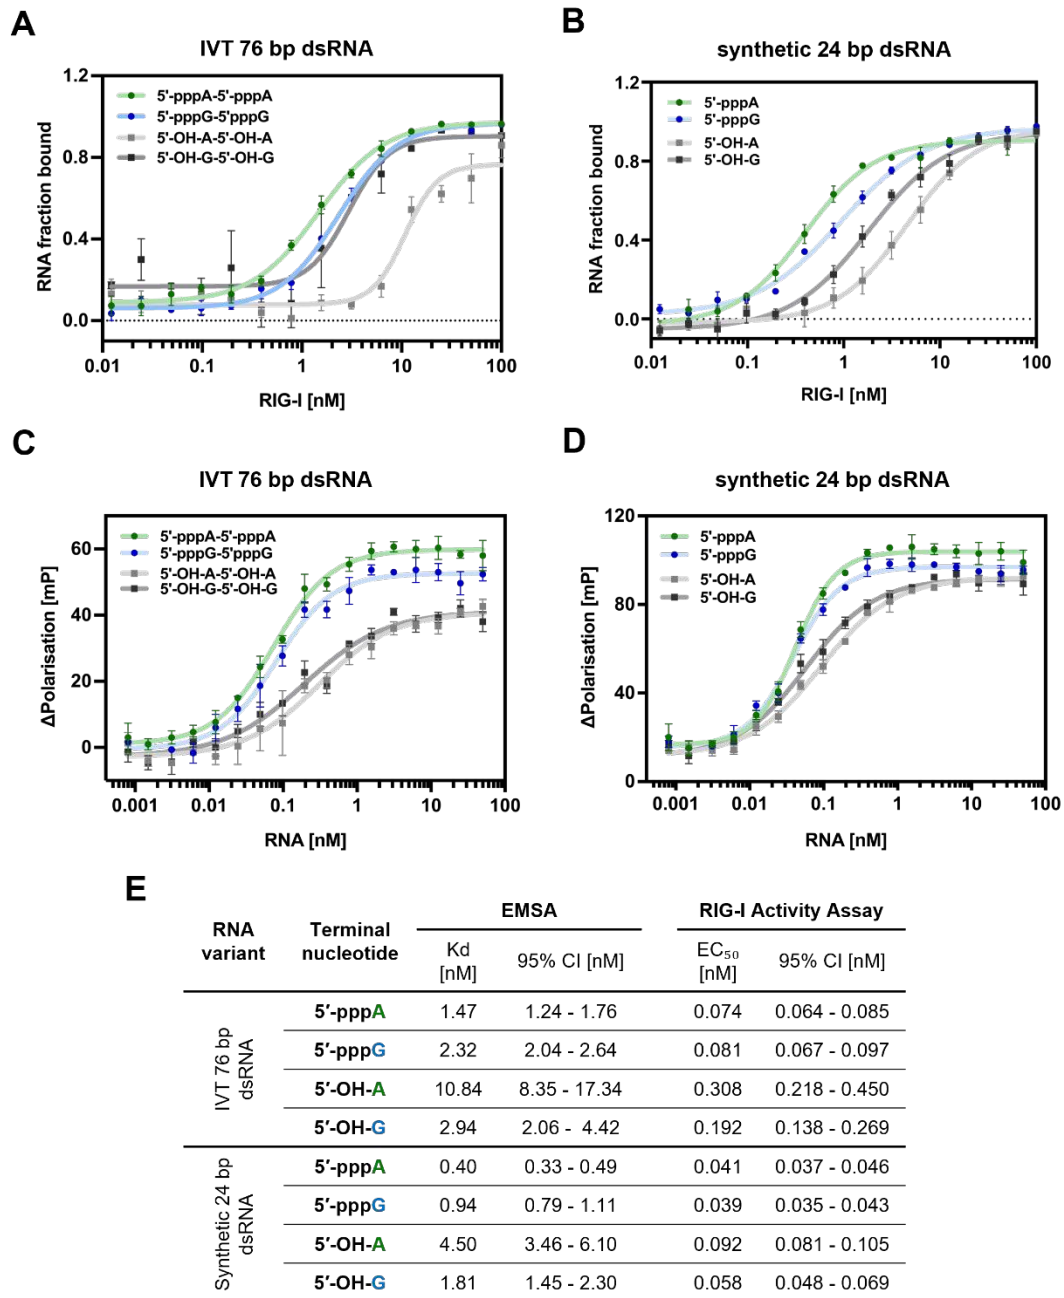 A
IVT 76 bp dsRNA
1.2
0.8
0.4
0.0
RNA fraction bound
5'-pppA-5'-pppA
5'-pppG-5'pppG
5'-OH-A-5'-OH-A
5'-OH-G-5'-OH-G
0.01 0.1 1 10 100
RIG-I [nM]
B
synthetic 24 bp dsRNA
1.2
0.8
0.4
0.0
RNA fraction bound
5'-pppA
5'-pppG
5'-OH-A
5'-OH-G
0.01 0.1 1 10 100
RIG-I [nM]
C
IVT 76 bp dsRNA
60
40
20
0
ΔPolarisation [mP]
5'-pppA-5'-pppA
5'-pppG-5'pppG
5'-OH-A-5'-OH-A
5'-OH-G-5'-OH-G
0.001 0.01 0.1 1 10 100
RNA [nM]
D
synthetic 24 bp dsRNA
120
80
40
0
ΔPolarisation [mP]
5'-pppA
5'-pppG
5'-OH-A
5'-OH-G
0.001 0.01 0.1 1 10 100
RNA [nM]
E
EMSA RIG-I Activity Assay
RNA variant Terminal nucleotide Kd [nM] 95% CI [nM] EC50 [nM] 95% CI [nM]
IVT 76 bp dsRNA
5′-pppA 1.47 1.24 - 1.76 0.074 0.064 - 0.085
5′-pppG 2.32 2.04 - 2.64 0.081 0.067 - 0.097
5′-OH-A 10.84 8.35 - 17.34 0.308 0.218 - 0.450
5′-OH-G 2.94 2.06 - 4.42 0.192 0.138 - 0.269
Synthetic 24 bp dsRNA
5′-pppA 0.40 0.33 - 0.49 0.041 0.037 - 0.046
5′-pppG 0.94 0.79 - 1.11 0.039 0.035 - 0.043
5′-OH-A 4.50 3.46 - 6.10 0.092 0.081 - 0.105
5′-OH-G 1.81 1.45 - 2.30 0.058 0.048 - 0.069